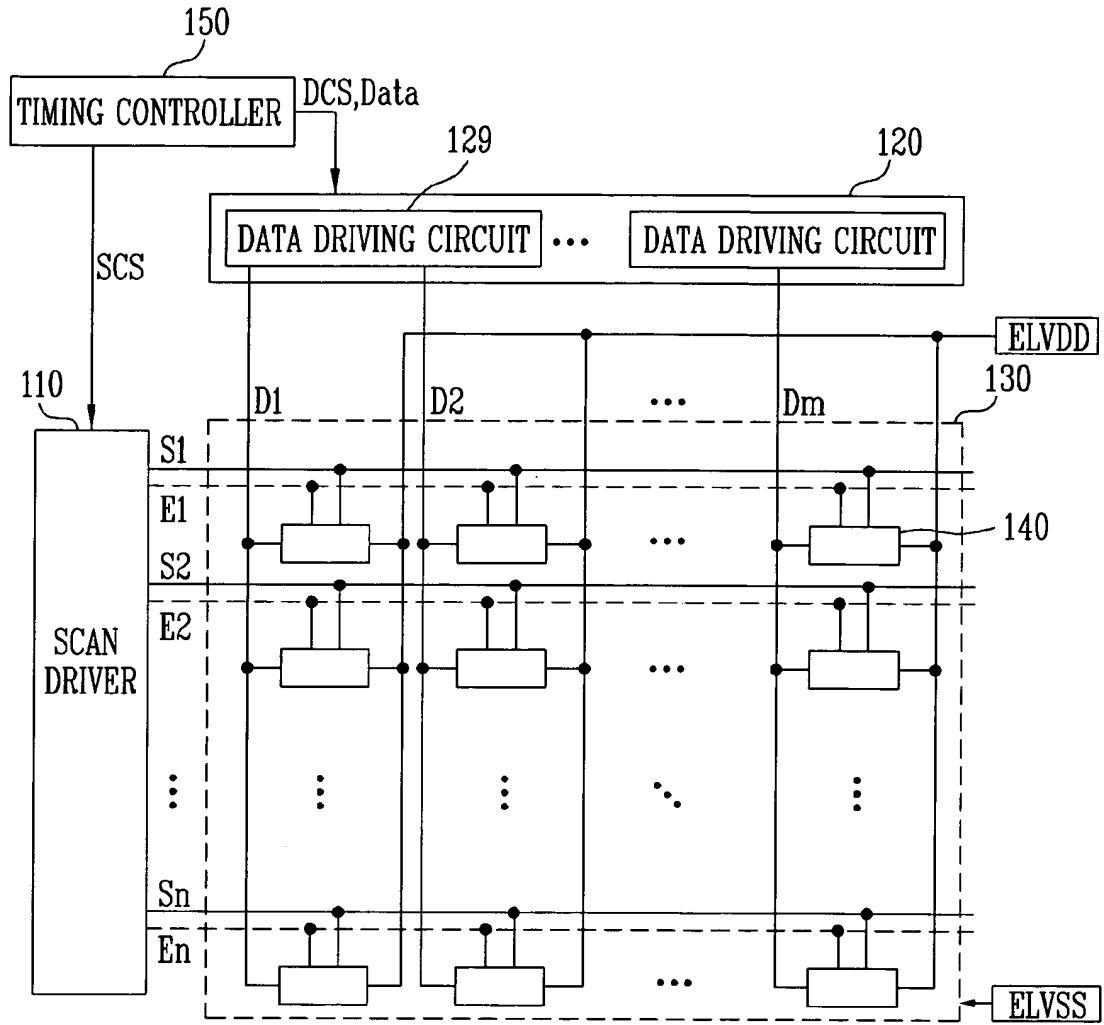 150
TIMING CONTROLLER
DCS,Data
129
120
DATA DRIVING CIRCUIT
•••
DATA DRIVING CIRCUIT
SCS
ELVDD
110
D1
D2
•••
Dm
130
S1
E1
•••
140
S2
E2
•••
SCAN
DRIVER
Sn
En
•••
ELVSS